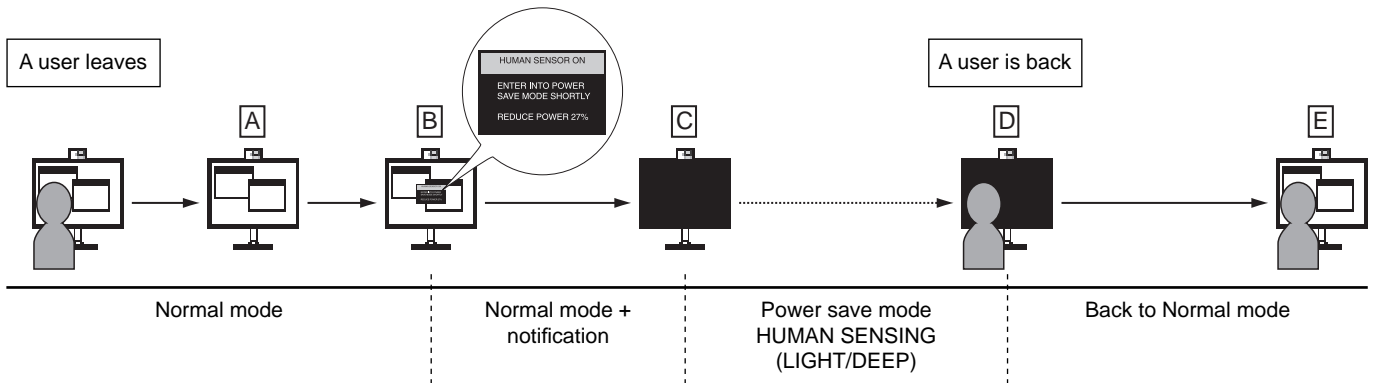 A user leaves
HUMAN SENSOR ON
ENTER INTO POWER
SAVE MODE SHORTLY
REDUCE POWER 27%
A user is back
A
B
C
D
E
Normal mode
Normal mode +
notification
Power save mode
HUMAN SENSING
(LIGHT/DEEP)
Back to Normal mode